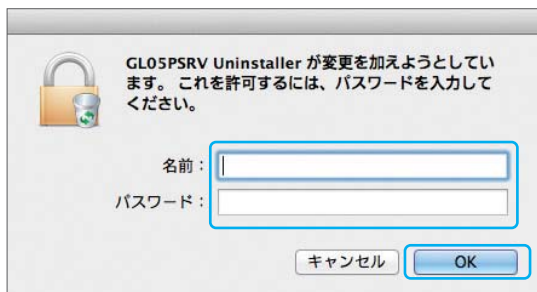 GL05PSRV Uninstaller が変更を加えようとしてい
ます。 これを許可するには、パスワードを入力して
ください。
名前：
パスワード：
キャンセル OK